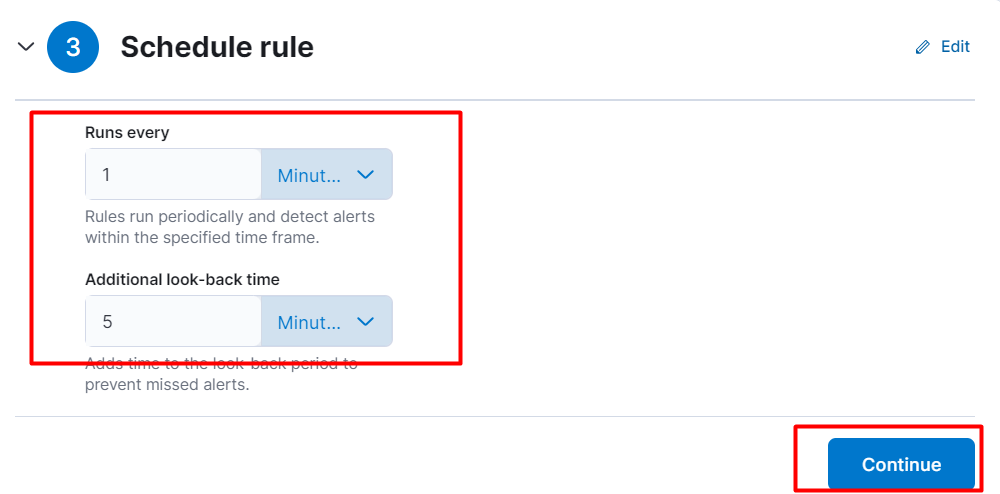 3 Schedule rule Edit
Runs every
1 Minut...
Rules run periodically and detect alerts
within the specified time frame.
Additional look-back time
5 Minut...
Adds time to the look-back period to
prevent missed alerts.
Continue